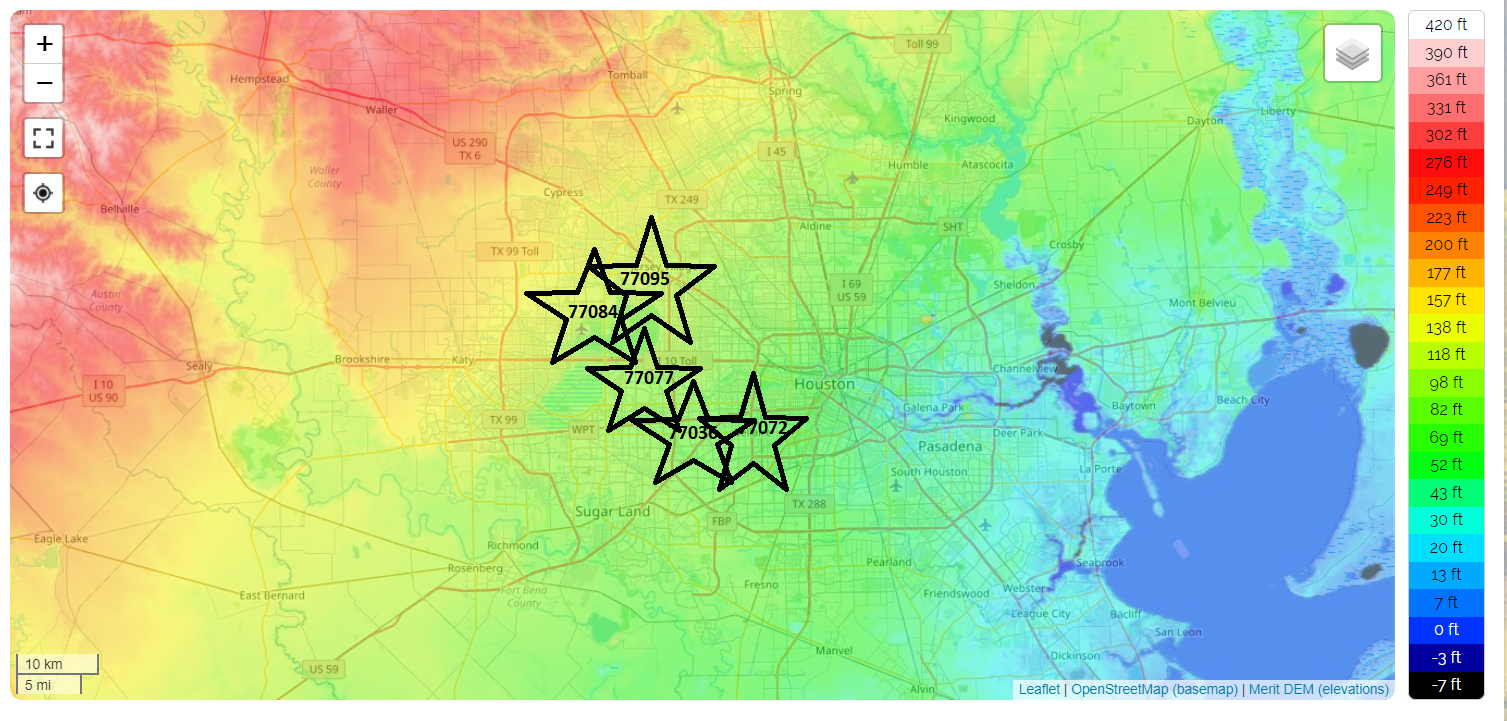 +
−
Hempstead
Tomball
Toll 99
Spring
Waller
Kingwood
Dayton
Liberty
US 290
TX 6
I 45
Waller
County
Humble
Atascocita
Cypress
TX 249
Bellville
Aldine
SHT
TX 99 Toll
Crosby
77095
I 69
US 59
Sheldon
Austin
County
Mont Belvieu
77084
Brookshire
Katy
I 10 Toll
Sealy
77077
Houston
Channelview
I 10
US 90
Galena Park
Baytown
Beach City
TX 99
WPT
77036
77072
Deer Park
Pasadena
South Houston
La Porte
Sugar Land
TX 288
FBP
Eagle Lake
Richmond
Rosenberg
Pearland
Seabrook
East Bernard
Fort Bend
County
Fresno
Friendswood
Webster
League City
Bacliff
San Leon
Manvel
Dickinson
US 59
Alvin
10 km
5 mi
Leaflet | OpenStreetMap (basemap) | Merit DEM (elevations)
420 ft
390 ft
361 ft
331 ft
302 ft
276 ft
249 ft
223 ft
200 ft
177 ft
157 ft
138 ft
118 ft
98 ft
82 ft
69 ft
52 ft
43 ft
30 ft
20 ft
13 ft
7 ft
0 ft
-3 ft
-7 ft